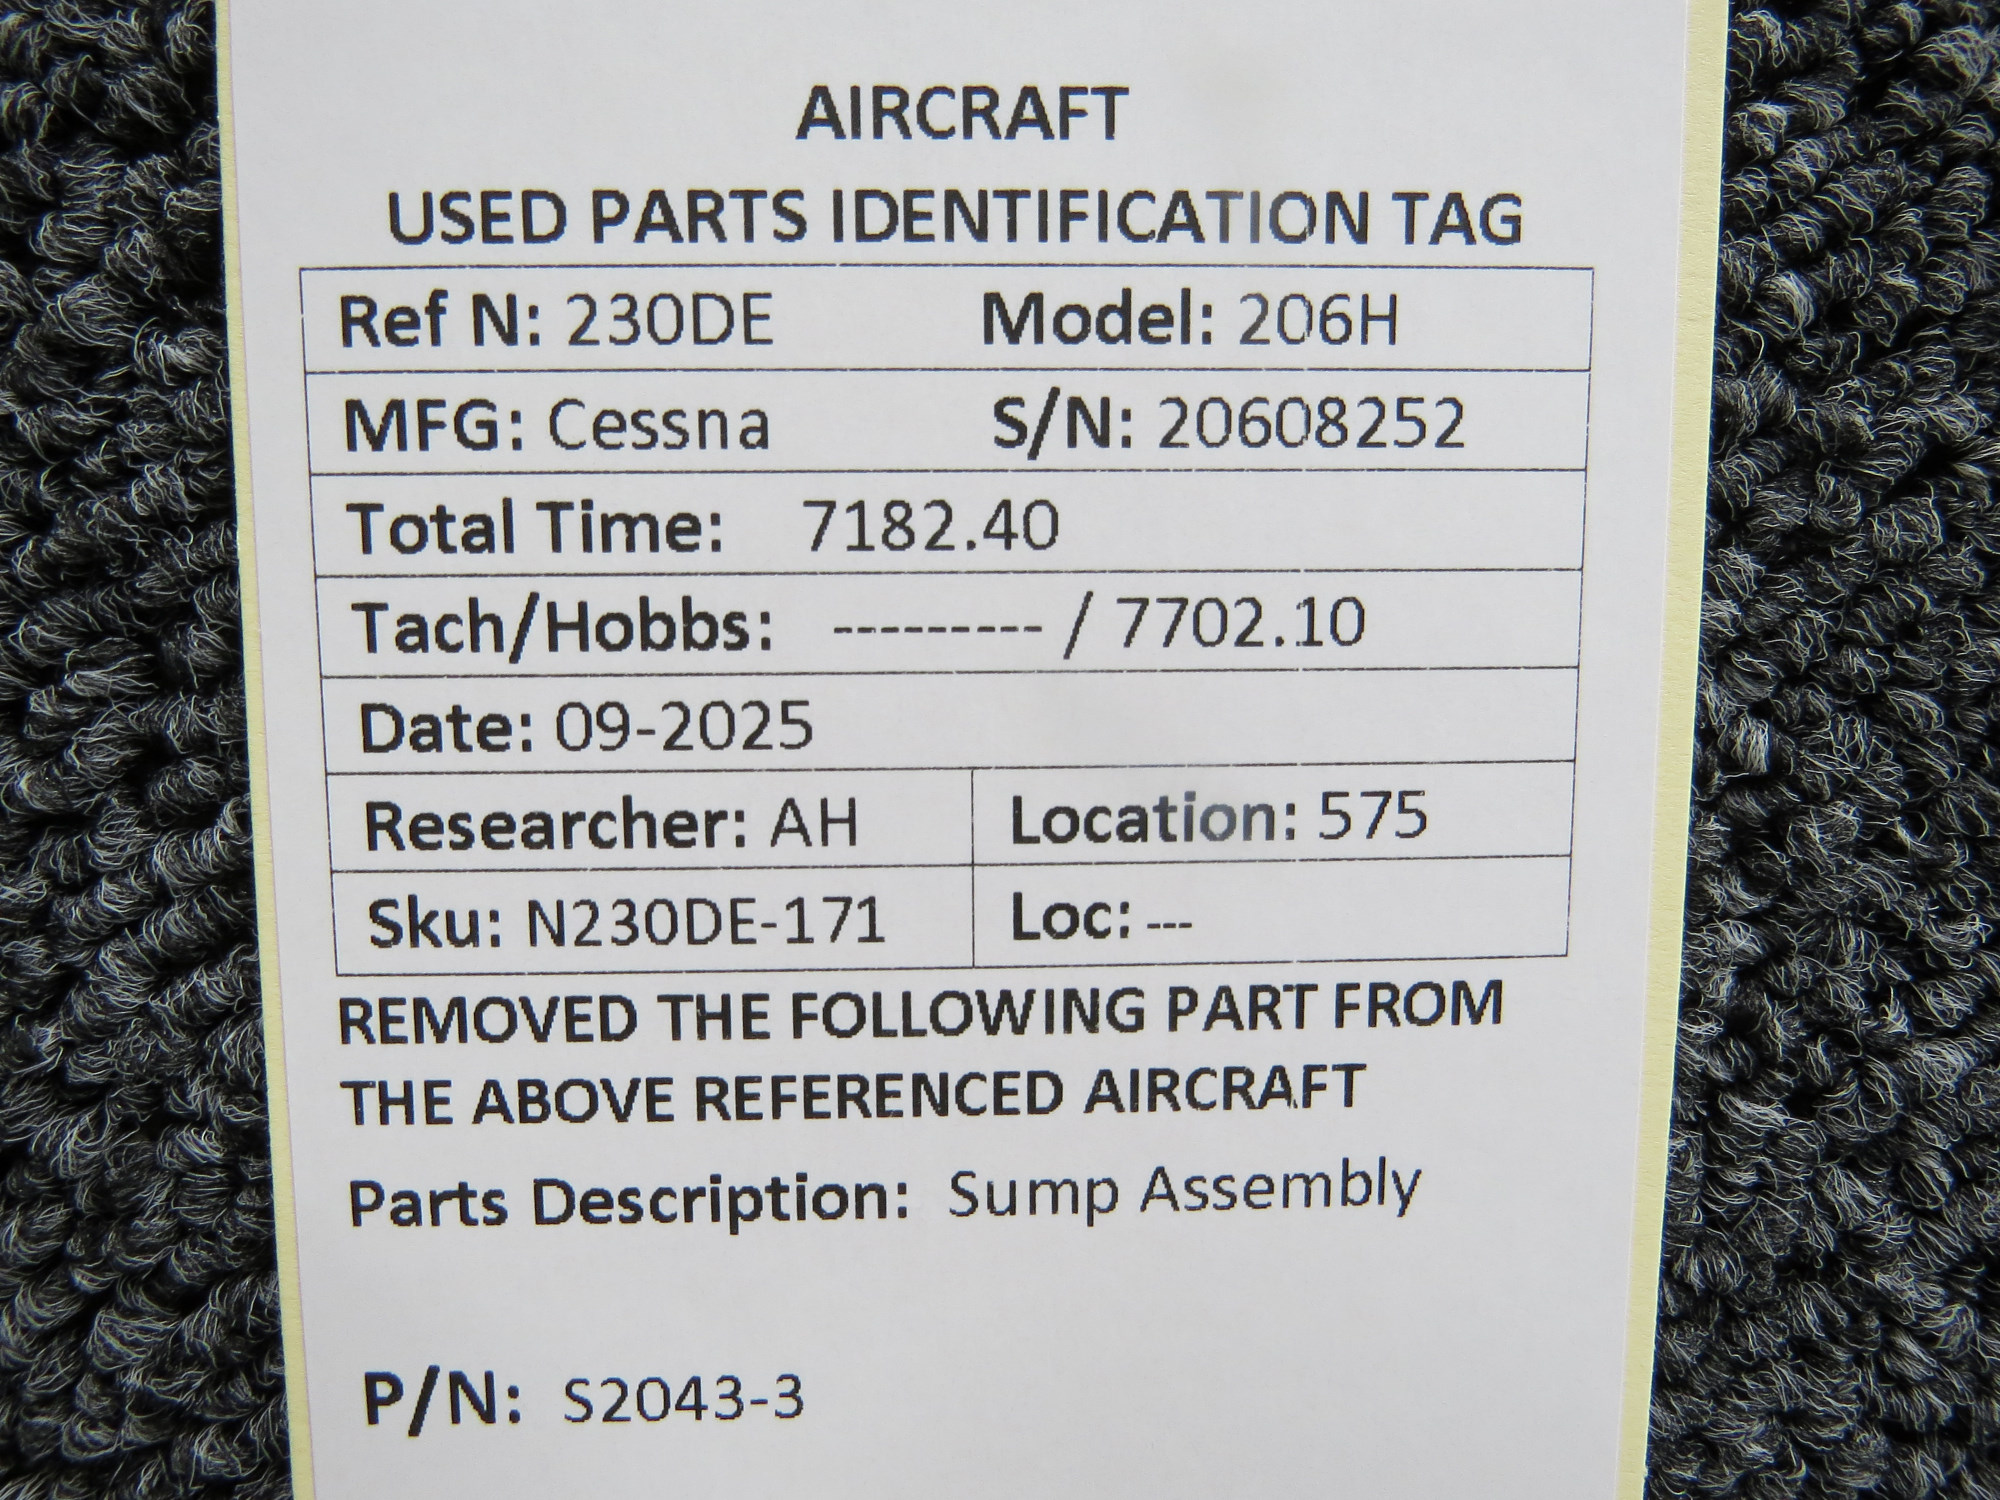 AIRCRAFT
USED PARTS IDENTIFICATION TAG
Ref N: 230DE Model: 206H
MFG: Cessna S/N: 20608252
Total Time: 7182.40
Tach/Hobbs: --------- / 7702.10
Date: 09-2025
Researcher: AH Location: 575
Sku: N230DE-171 Loc: ---
REMOVED THE FOLLOWING PART FROM
THE ABOVE REFERENCED AIRCRAFT
Parts Description: Sump Assembly
P/N: S2043-3